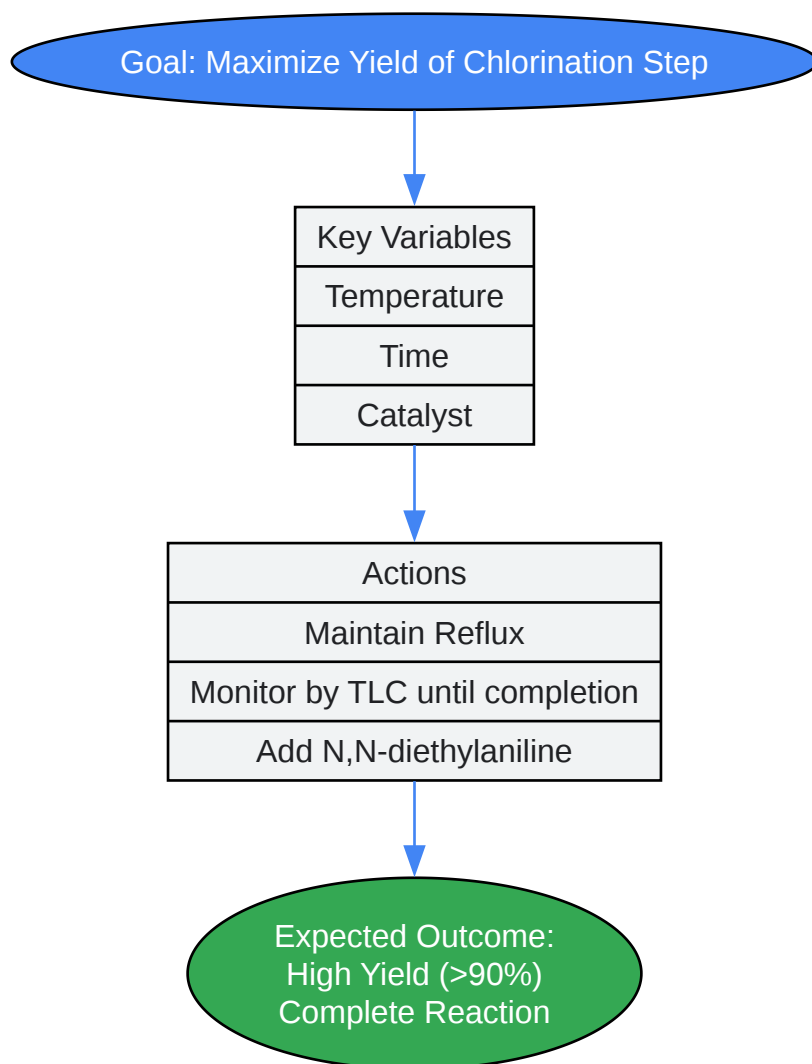 Goal: Maximize Yield of Chlorination Step
Key Variables
Temperature
Time
Catalyst
Actions
Maintain Reflux
Monitor by TLC until completion
Add N,N-diethylaniline
Expected Outcome:
High Yield (>90%)
Complete Reaction